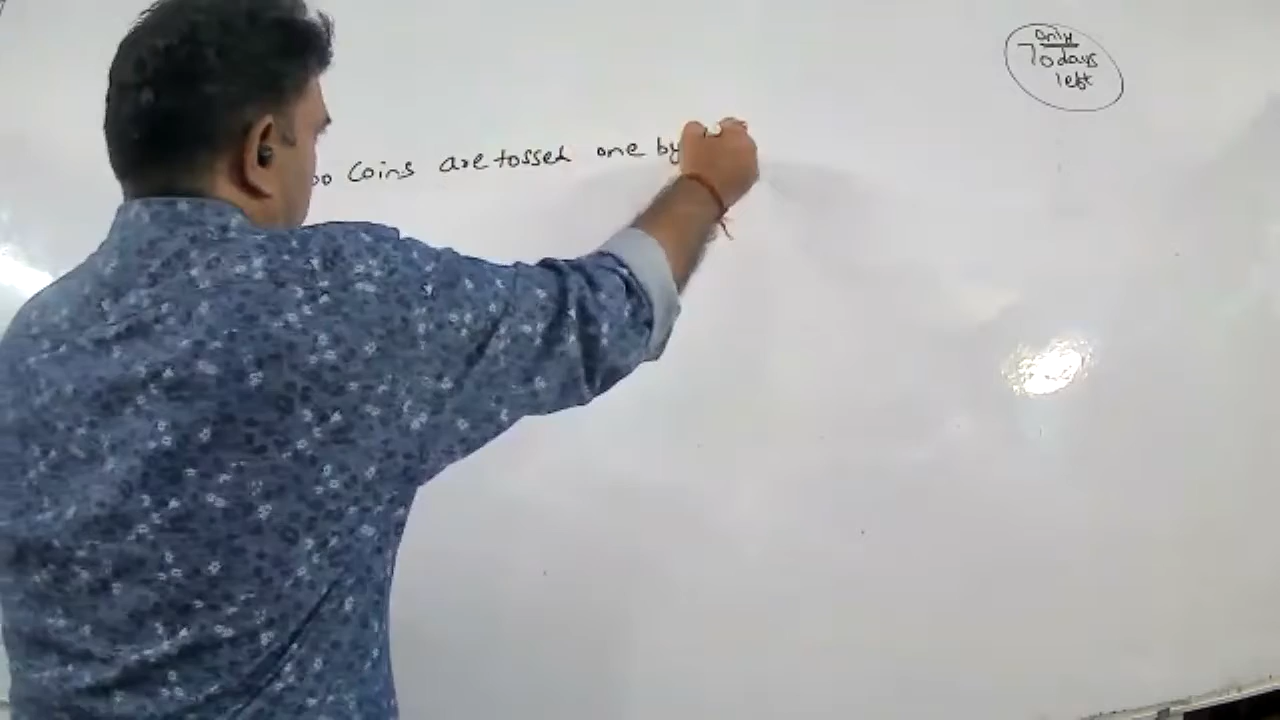 coins are tossed one by
only
70 days
left